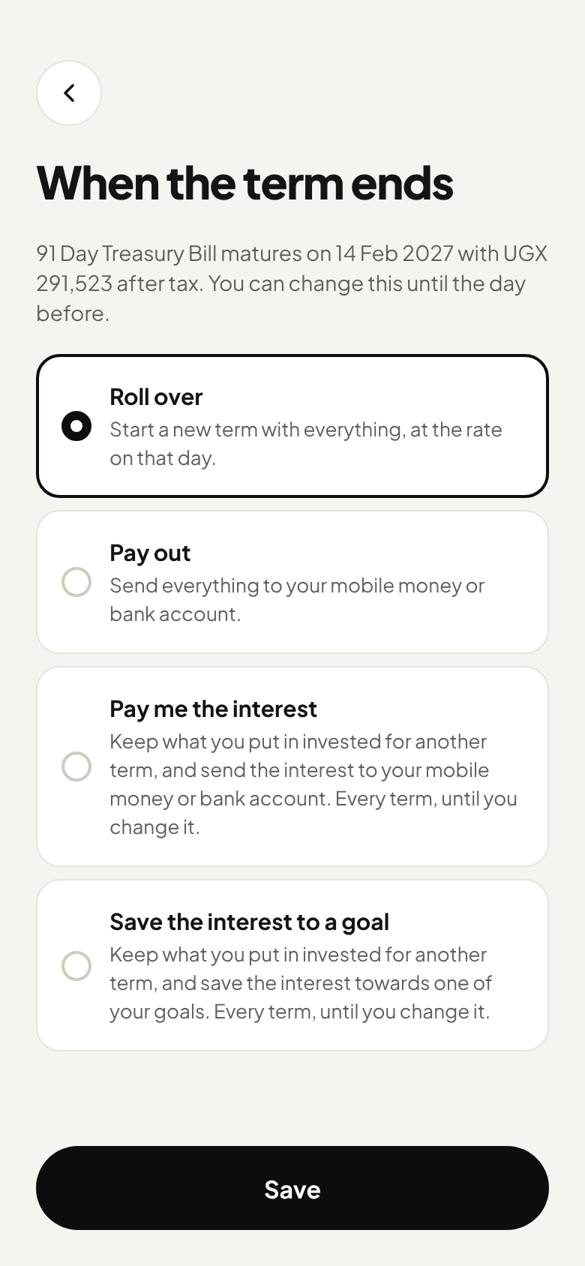 When the term ends
91 Day Treasury Bill matures on 14 Feb 2027 with UGX
291,523 after tax. You can change this until the day
before.
Roll over
Start a new term with everything, at the rate
on that day.
Pay out
Send everything to your mobile money or
bank account.
Pay me the interest
Keep what you put in invested for another
term, and send the interest to your mobile
money or bank account. Every term, until you
change it.
Save the interest to a goal
Keep what you put in invested for another
term, and save the interest towards one of
your goals. Every term, until you change it.
Save